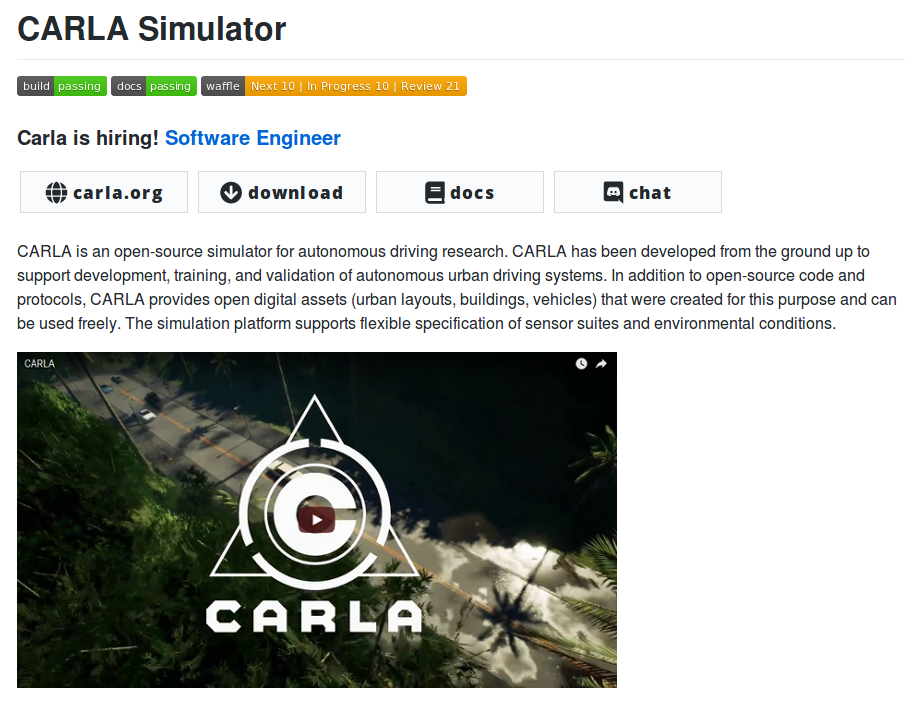 CARLA Simulator
build passing docs passing waffle Next 10 | In Progress 10 | Review 21
Carla is hiring! Software Engineer
carla.org download docs chat
CARLA is an open-source simulator for autonomous driving research. CARLA has been developed from the ground up to
support development, training, and validation of autonomous urban driving systems. In addition to open-source code and
protocols, CARLA provides open digital assets (urban layouts, buildings, vehicles) that were created for this purpose and can
be used freely. The simulation platform supports flexible specification of sensor suites and environmental conditions.
CARLA
C
CARLA